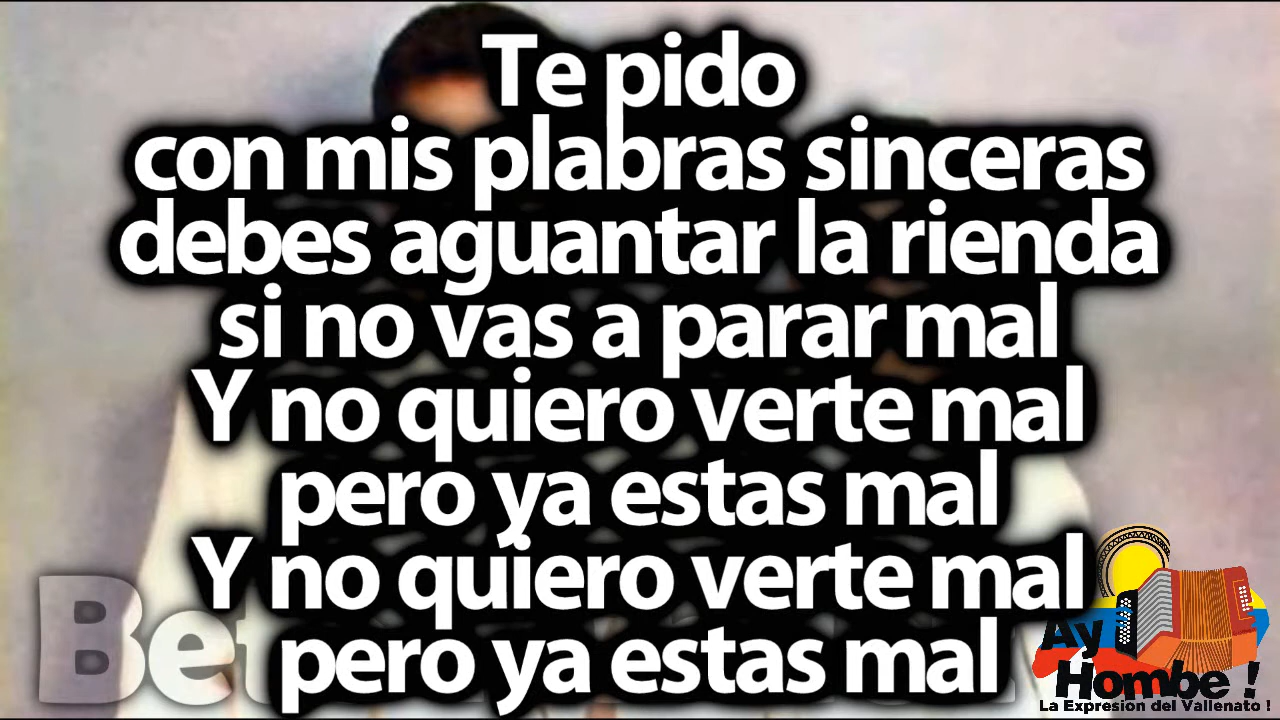 Te pido
con mis plabras sinceras
debes aguantar la rienda
si no vas a parar mal
Y no quiero verte mal
pero ya estas mal
Y no quiero verte mal
pero ya estas mal
Ay
Hombe !
La Expresion del Vallenato !